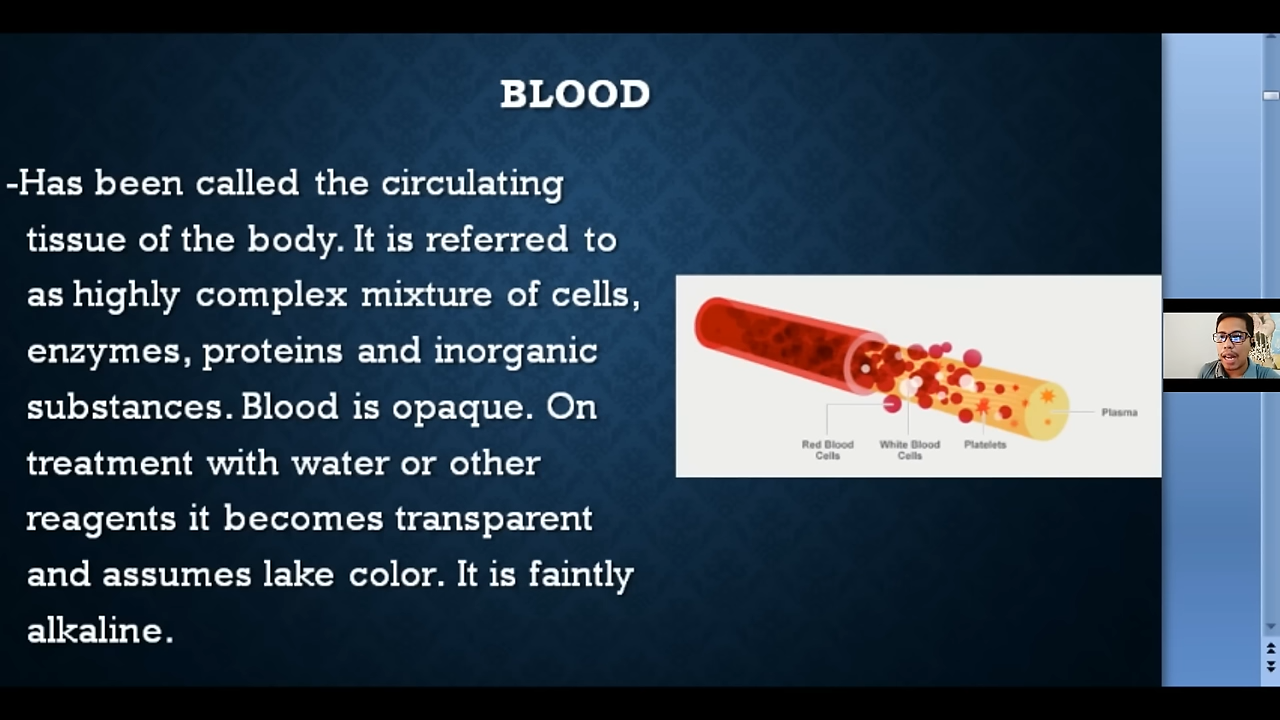 BLOOD
-Has been called the circulating
tissue of the body. It is referred to
as highly complex mixture of cells,
enzymes, proteins and inorganic
substances. Blood is opaque. On
treatment with water or other
reagents it becomes transparent
and assumes lake color. It is faintly
alkaline.
Plasma
Red Blood
Cells
White Blood
Cells
Platelets